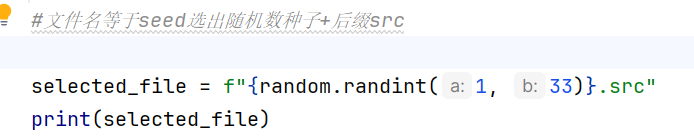 #文件名等于seed选出随机数种子+后缀src
selected_file = f"{random.randint( a: 1, b: 33)}.src"
print(selected_file)